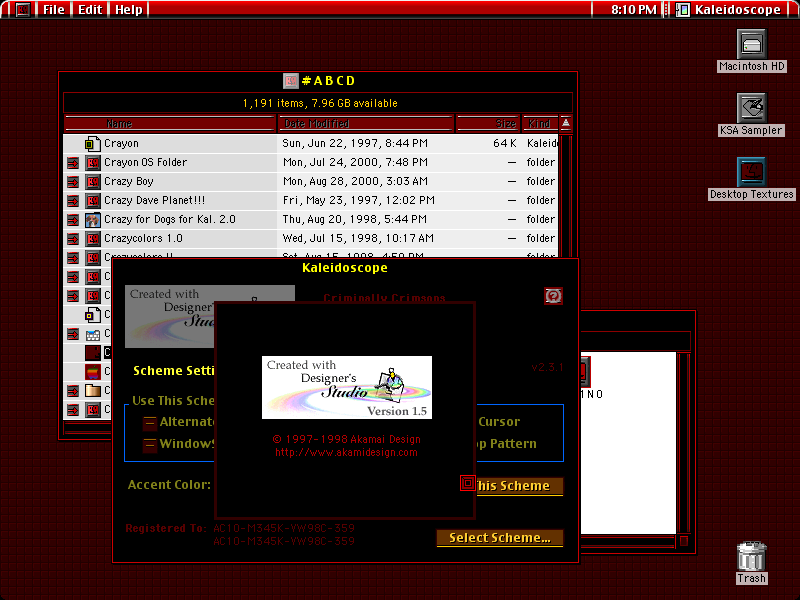 File Edit Help
8:10 PM
Kaleidoscope
Macintosh HD
KSA Sampler
Desktop Textures
Trash
#ABCD
1,191 items, 7.96 GB available
Name Date Modified Size Kind
Crayon Sun, Jun 22, 1997, 8:44 PM 64 K Kaleid
Crayon OS Folder Mon, Jul 24, 2000, 7:48 PM — folder
Crazy Boy Mon, Aug 28, 2000, 3:03 AM — folder
Crazy Dave Planet!!! Fri, May 23, 1997, 12:02 PM — folder
Crazy for Dogs for Kal. 2.0 Thu, Aug 20, 1998, 5:44 PM — folder
Crazycolors 1.0 Wed, Jul 15, 1998, 10:17 AM — folder
Kaleidoscope
Created with
Designer's
Criminally Crimson
v2.3.1
Scheme Setti
Use This Sche
Alternat
Cursor
WindowS
p Pattern
Accent Color:
his Scheme
Registered To: AC10-M345K-VW98C-359
AC10-M345K-VW98C-359
Select Scheme...
Created with
Designer's
Studio
Version 1.5
© 1997-1998 Akamai Design
http://www.akamidesign.com